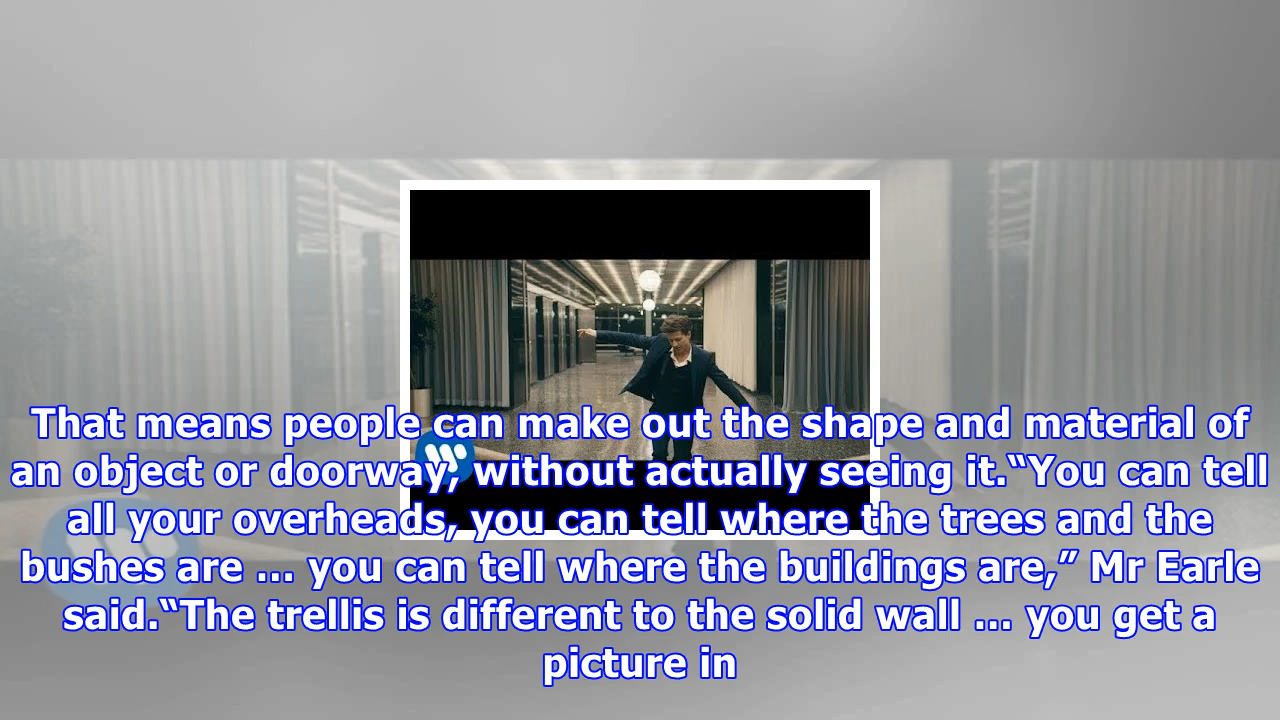 That means people can make out the shape and material of
an object or doorway, without actually seeing it.“You can tell
all your overheads, you can tell where the trees and the
bushes are ... you can tell where the buildings are,” Mr Earle
said.“The trellis is different to the solid wall ... you get a
picture in